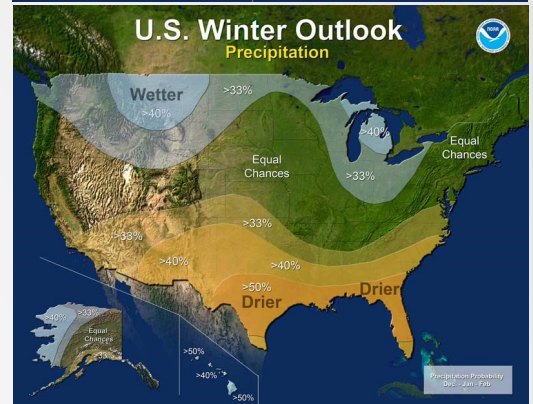 U.S. Winter Outlook
Precipitation
NOAA
Wetter
>40%
>33%
>40%
Equal
Chances
>33%
Equal
Chances
>33%
>33%
>40%
>40%
>50%
Drier
Drier
>40%
>33%
Equal
Chances
>33%
>50%
>40%
>50%
Precipitation Probability
Dec - Jan - Feb